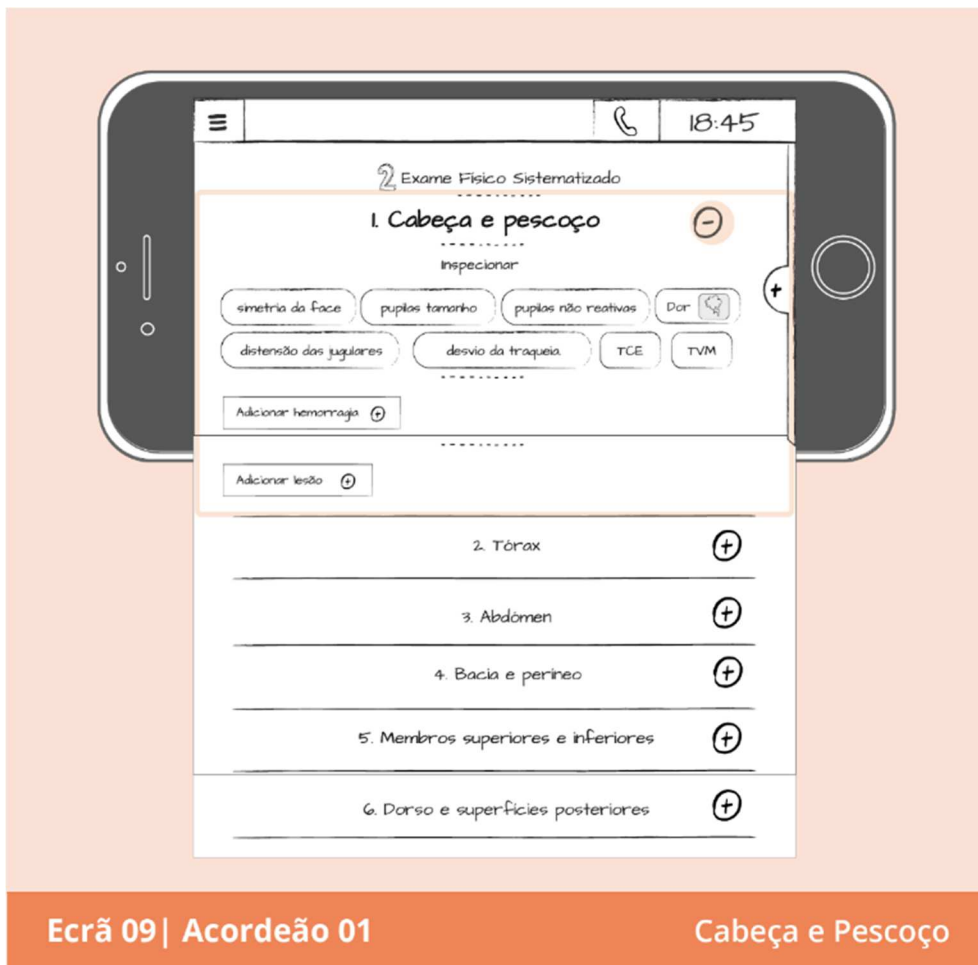 18:45
2 Exame Físico Sistematizado
1. Cabeça e pescoço
Inspecionar
simetria da face pupilas tamanho pupilas não reativas Dor
distensão das jugulares desvio da traqueia TCE TVM
Adicionar hemorragia
Adicionar lesão
2. Tórax
3. Abdómen
4. Bacia e períneo
5. Membros superiores e inferiores
6. Dorso e superfícies posteriores
Ecrã 09| Acordeão 01 Cabeça e Pescoço